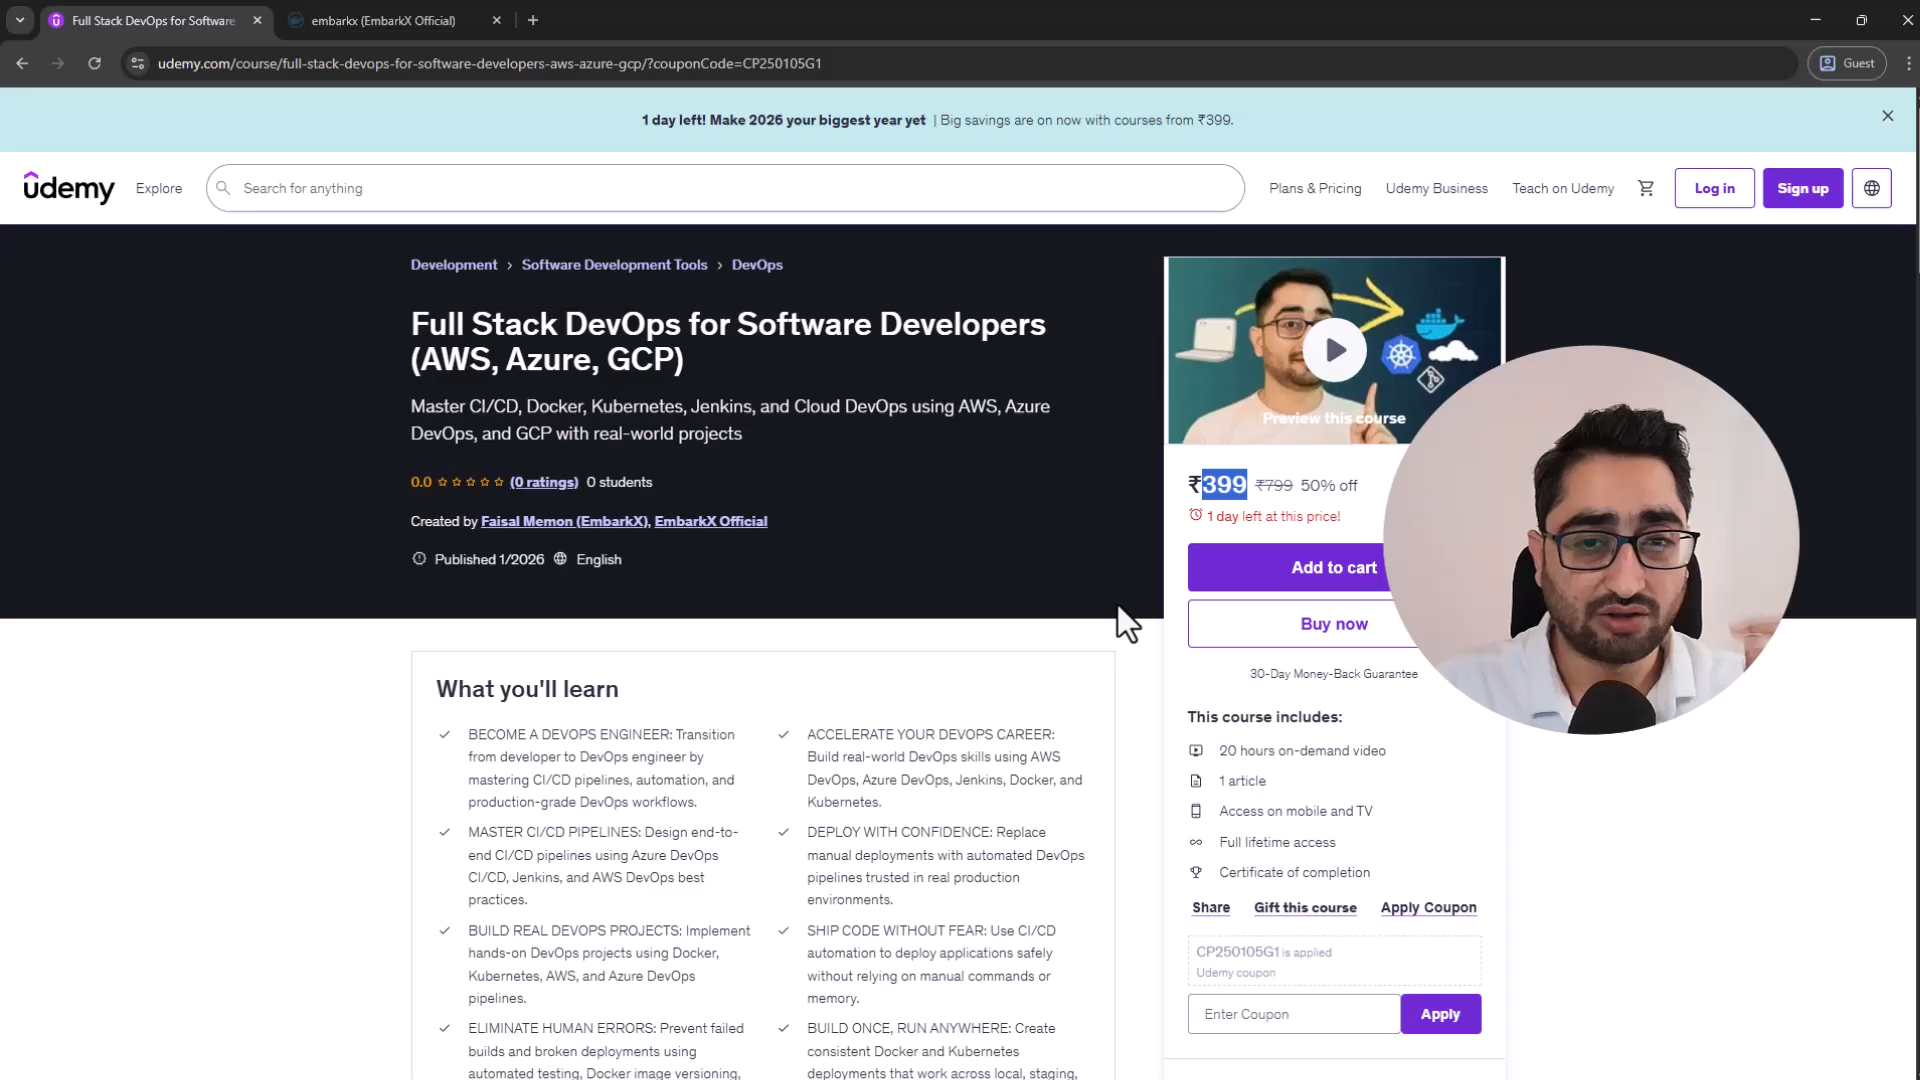 Full Stack DevOps for Software
embarkx (EmbarkX Official)
udemy.com/course/full-stack-devops-for-software-developers-aws-azure-gcp/?couponCode=CP250105G1
Guest
1 day left! Make 2026 your biggest year yet | Big savings are on now with courses from ₹399.
udemy
Explore
Search for anything
Plans & Pricing
Udemy Business
Teach on Udemy
Log in
Sign up
Development > Software Development Tools > DevOps
Full Stack DevOps for Software Developers
(AWS, Azure, GCP)
Master CI/CD, Docker, Kubernetes, Jenkins, and Cloud DevOps using AWS, Azure
DevOps, and GCP with real-world projects
0.0 (0 ratings) 0 students
Created by Faisal Memon (EmbarkX), EmbarkX Official
Published 1/2026 English
Preview this course
₹399 ₹799 50% off
1 day left at this price!
Add to cart
Buy now
30-Day Money-Back Guarantee
This course includes:
20 hours on-demand video
1 article
Access on mobile and TV
Full lifetime access
Certificate of completion
Share
Gift this course
Apply Coupon
CP250105G1 is applied
Udemy coupon
Enter Coupon
Apply
What you'll learn
BECOME A DEVOPS ENGINEER: Transition
from developer to DevOps engineer by
mastering CI/CD pipelines, automation, and
production-grade DevOps workflows.
ACCELERATE YOUR DEVOPS CAREER:
Build real-world DevOps skills using AWS
DevOps, Azure DevOps, Jenkins, Docker, and
Kubernetes.
MASTER CI/CD PIPELINES: Design end-to-
end CI/CD pipelines using Azure DevOps
CI/CD, Jenkins, and AWS DevOps best
practices.
DEPLOY WITH CONFIDENCE: Replace
manual deployments with automated DevOps
pipelines trusted in real production
environments.
BUILD REAL DEVOPS PROJECTS: Implement
hands-on DevOps projects using Docker,
Kubernetes, AWS, and Azure DevOps
pipelines.
SHIP CODE WITHOUT FEAR: Use CI/CD
automation to deploy applications safely
without relying on manual commands or
memory.
ELIMINATE HUMAN ERRORS: Prevent failed
builds and broken deployments using
automated testing, Docker image versioning,
BUILD ONCE, RUN ANYWHERE: Create
consistent Docker and Kubernetes
deployments that work across local, staging,